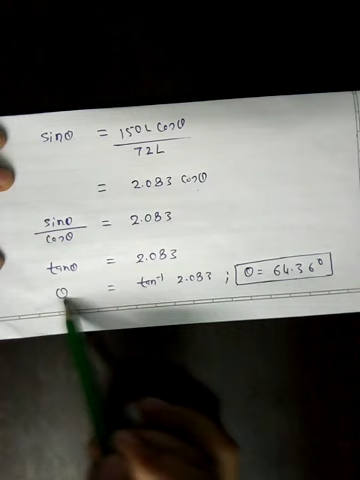 sinθ = 150L cosθ / 72L
= 2.083 cosθ
sinθ / cosθ = 2.083
tanθ = 2.083
θ = tan⁻¹ 2.083 ; θ = 64.36°